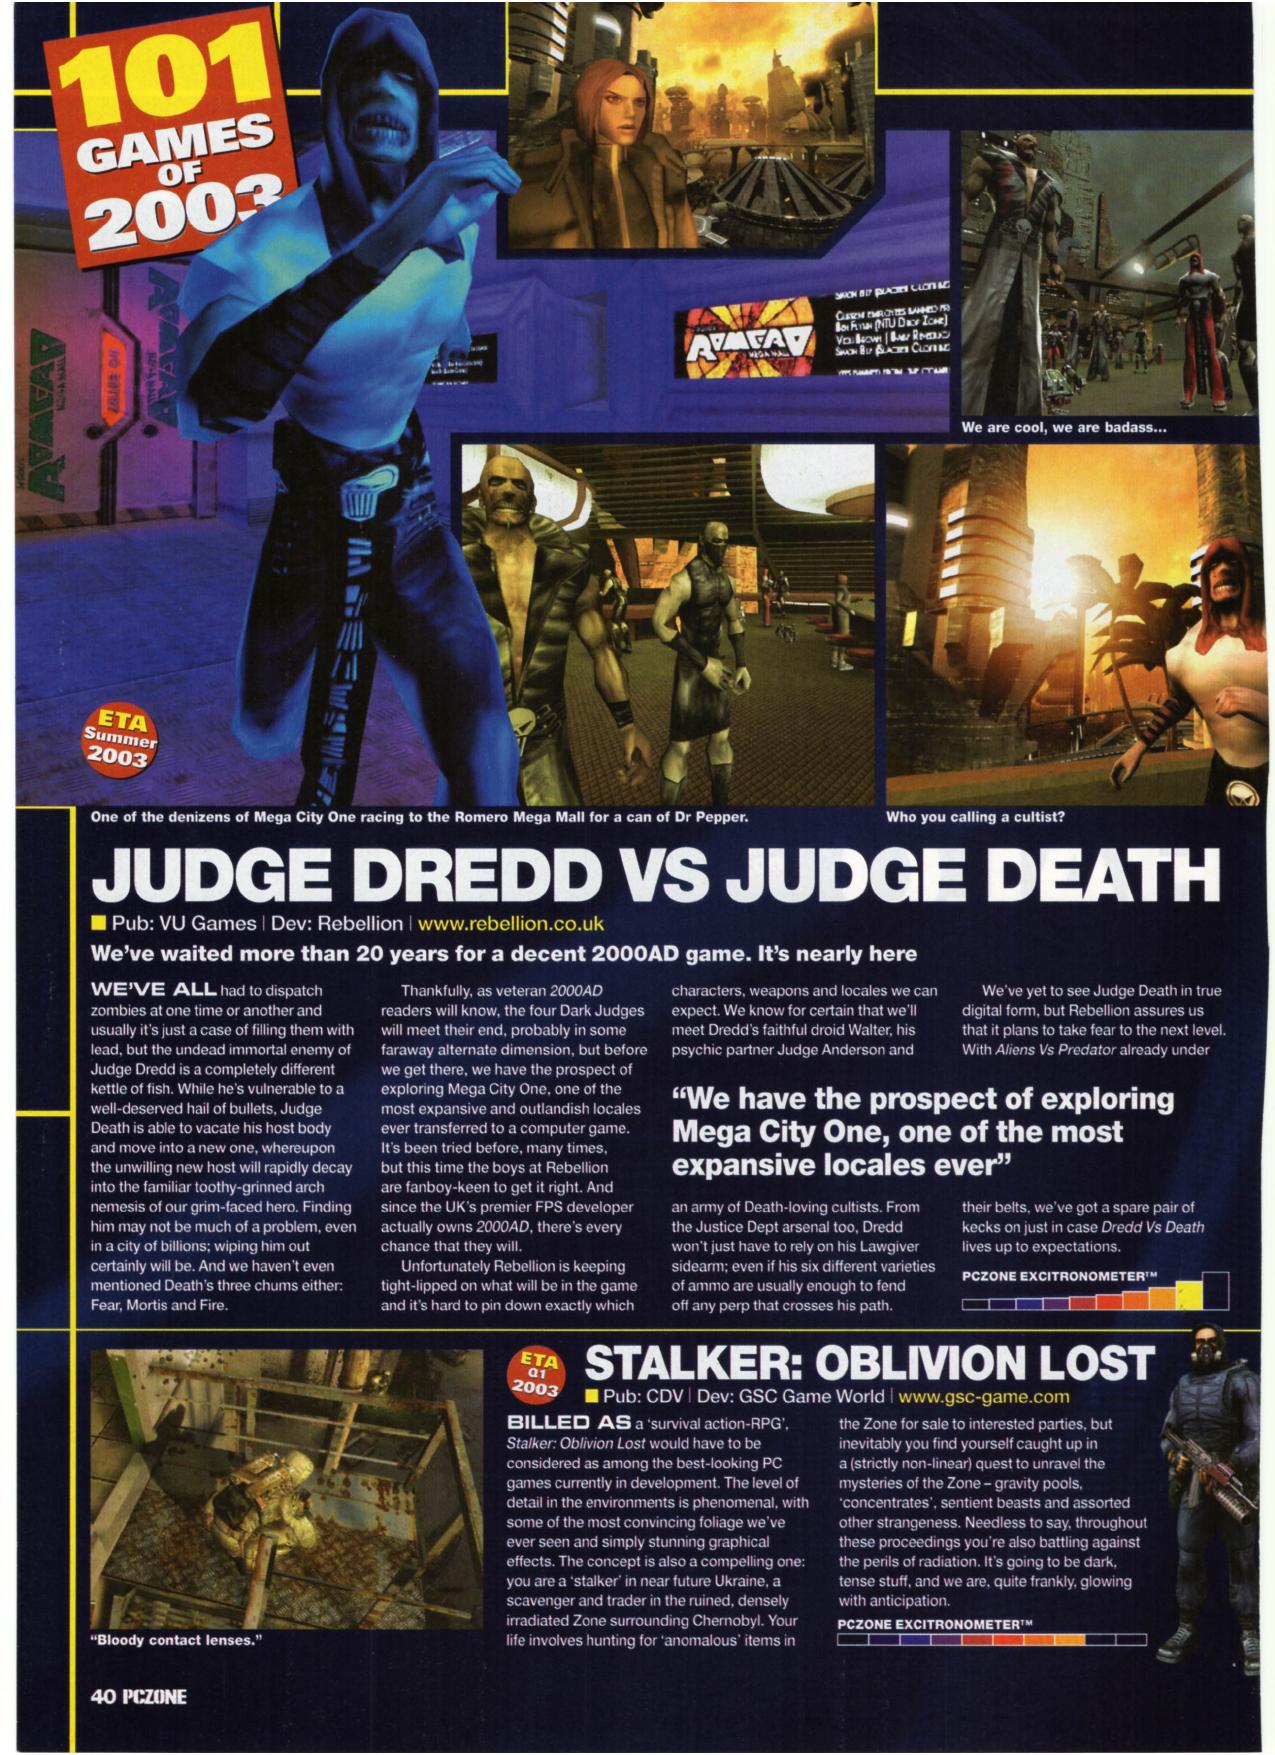 101
GAMES
OF
2003
ROMERO
MEGA MALL
We are cool, we are badass...
ETA
Summer
2003
One of the denizens of Mega City One racing to the Romero Mega Mall for a can of Dr Pepper.
Who you calling a cultist?
JUDGE DREDD VS JUDGE DEATH
Pub: VU Games | Dev: Rebellion | www.rebellion.co.uk
We've waited more than 20 years for a decent 2000AD game. It's nearly here
WE'VE ALL had to dispatch
zombies at one time or another and
usually it's just a case of filling them with
lead, but the undead immortal enemy of
Judge Dredd is a completely different
kettle of fish. While he's vulnerable to a
well-deserved hail of bullets, Judge
Death is able to vacate his host body
and move into a new one, whereupon
the unwilling new host will rapidly decay
into the familiar toothy-grinned arch
nemesis of our grim-faced hero. Finding
him may not be much of a problem, even
in a city of billions; wiping him out
certainly will be. And we haven't even
mentioned Death's three chums either:
Fear, Mortis and Fire.
Thankfully, as veteran 2000AD
readers will know, the four Dark Judges
will meet their end, probably in some
faraway alternate dimension, but before
we get there, we have the prospect of
exploring Mega City One, one of the
most expansive and outlandish locales
ever transferred to a computer game.
It's been tried before, many times,
but this time the boys at Rebellion
are fanboy-keen to get it right. And
since the UK's premier FPS developer
actually owns 2000AD, there's every
chance that they will.
Unfortunately Rebellion is keeping
tight-lipped on what will be in the game
and it's hard to pin down exactly which
characters, weapons and locales we can
expect. We know for certain that we'll
meet Dredd's faithful droid Walter, his
psychic partner Judge Anderson and
"We have the prospect of exploring
Mega City One, one of the most
expansive locales ever"
an army of Death-loving cultists. From
the Justice Dept arsenal too, Dredd
won't just have to rely on his Lawgiver
sidearm; even if his six different varieties
of ammo are usually enough to fend
off any perp that crosses his path.
We've yet to see Judge Death in true
digital form, but Rebellion assures us
that it plans to take fear to the next level.
With Aliens Vs Predator already under
their belts, we've got a spare pair of
kecks on just in case Dredd Vs Death
lives up to expectations.
PCZONE EXCITRONOMETER™
ETA
Q1
2003
STALKER: OBLIVION LOST
Pub: CDV | Dev: GSC Game World | www.gsc-game.com
BILLED AS a 'survival action-RPG',
Stalker: Oblivion Lost would have to be
considered as among the best-looking PC
games currently in development. The level of
detail in the environments is phenomenal, with
some of the most convincing foliage we've
ever seen and simply stunning graphical
effects. The concept is also a compelling one:
you are a 'stalker' in near future Ukraine, a
scavenger and trader in the ruined, densely
irradiated Zone surrounding Chernobyl. Your
life involves hunting for 'anomalous' items in
the Zone for sale to interested parties, but
inevitably you find yourself caught up in
a (strictly non-linear) quest to unravel the
mysteries of the Zone – gravity pools,
'concentrates', sentient beasts and assorted
other strangeness. Needless to say, throughout
these proceedings you're also battling against
the perils of radiation. It's going to be dark,
tense stuff, and we are, quite frankly, glowing
with anticipation.
PCZONE EXCITRONOMETER™
"Bloody contact lenses."
40 PCZONE